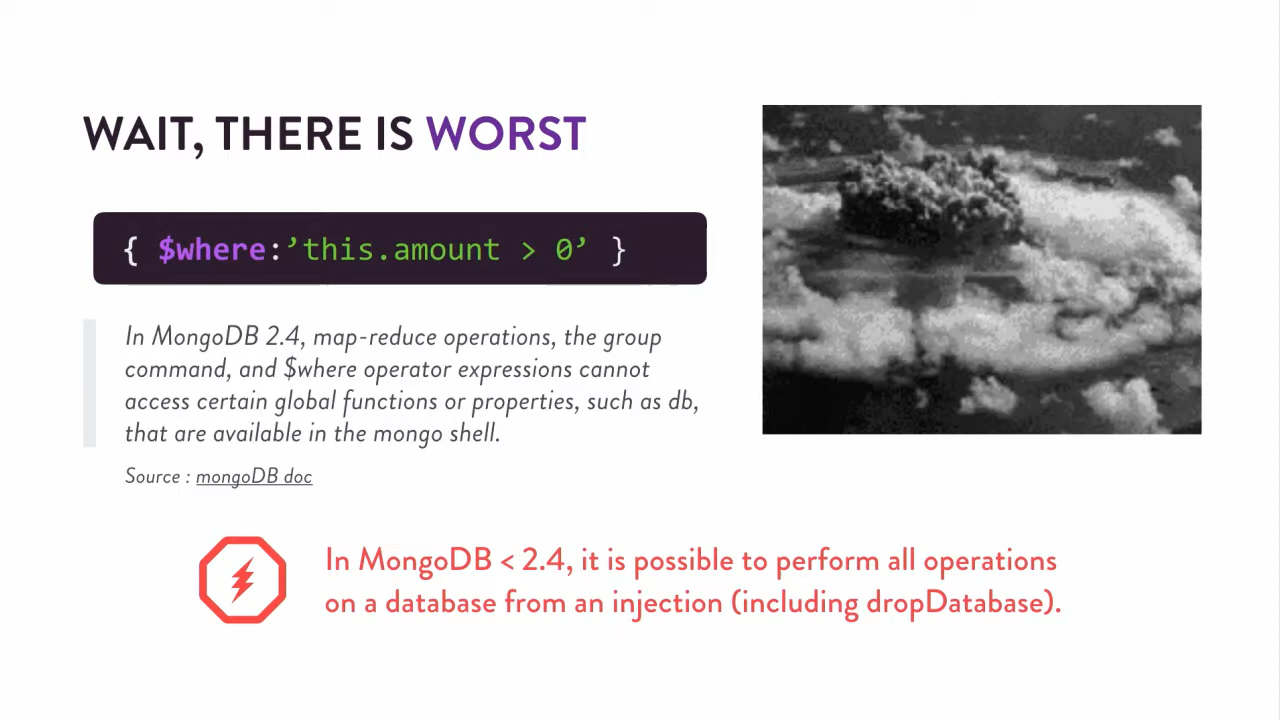 WAIT, THERE IS WORST
{ $where:’this.amount > 0’ }
In MongoDB 2.4, map-reduce operations, the group
command, and $where operator expressions cannot
access certain global functions or properties, such as db,
that are available in the mongo shell.
Source : mongoDB doc
In MongoDB < 2.4, it is possible to perform all operations
on a database from an injection (including dropDatabase).